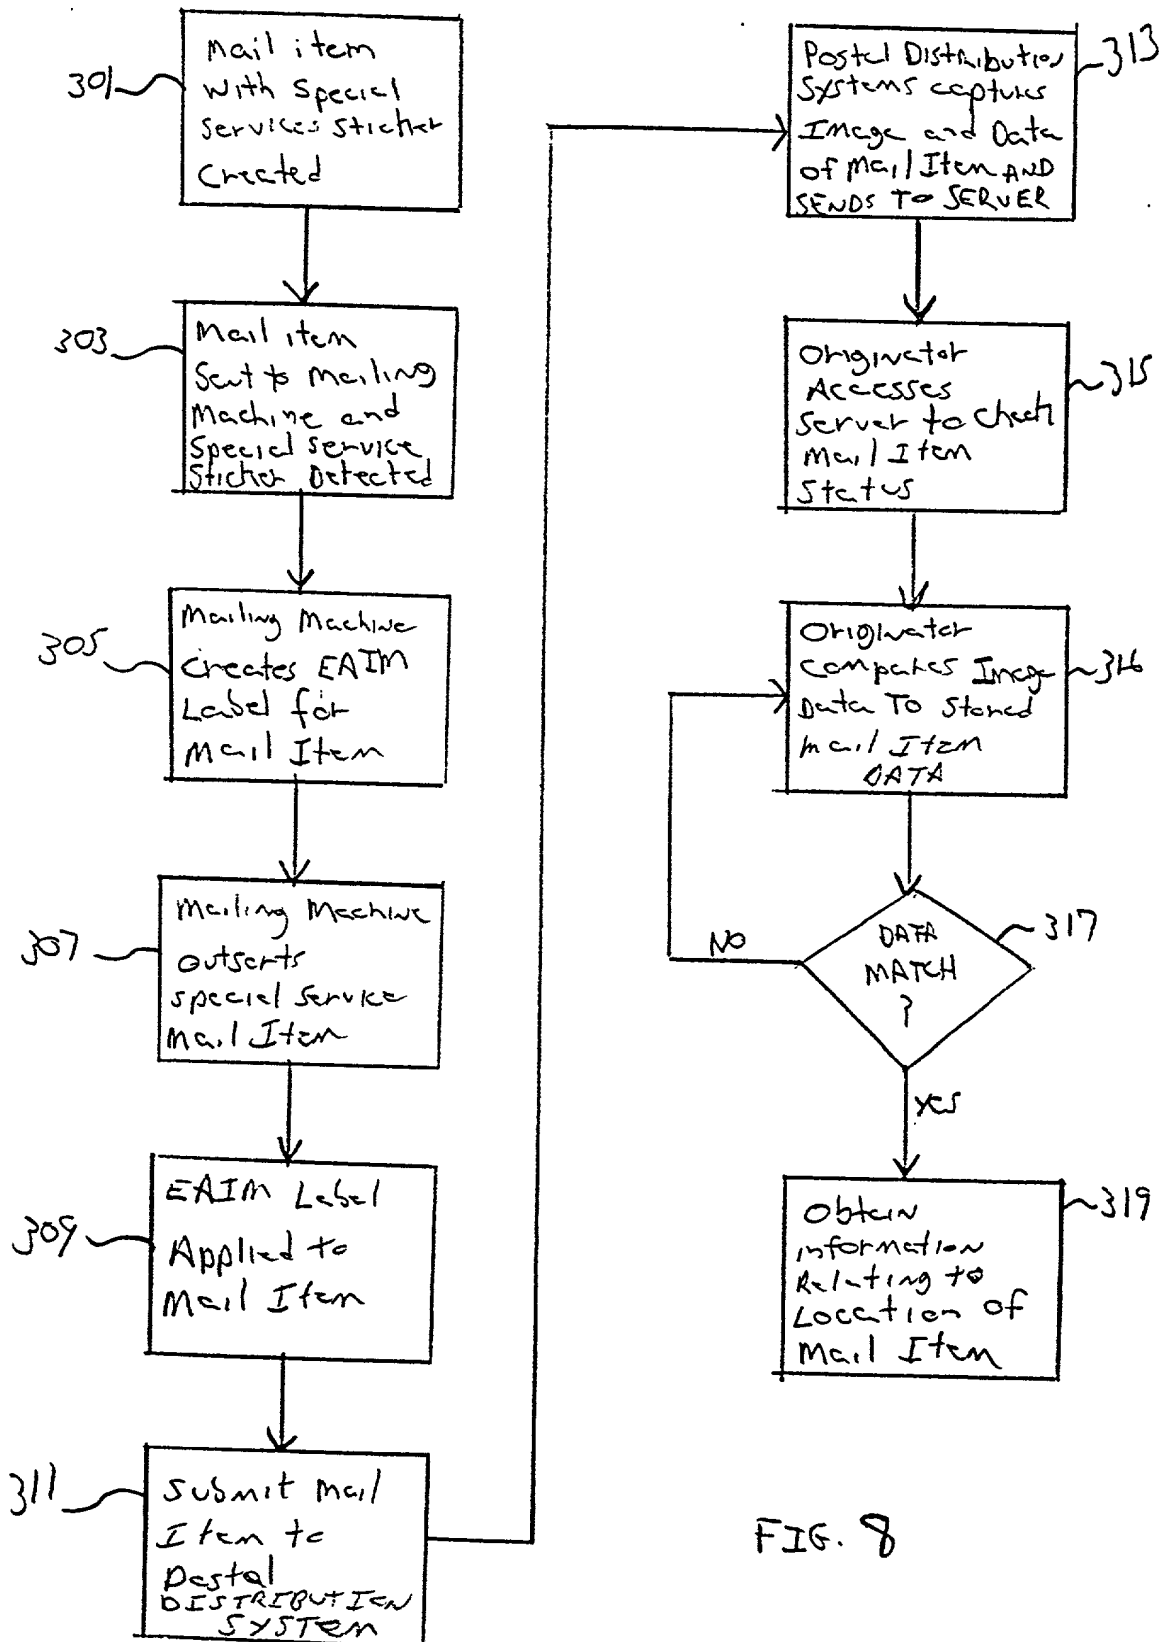 301
Mail item
with Special
Services Sticker
Created
303
Mail item
Sent to Mailing
Machine and
Special Service
Sticker Detected
305
Mailing Machine
Creates EAIM
Label for
Mail Item
307
Mailing Machine
outsorts
special service
Mail Item
309
EAIM Label
Applied to
Mail Item
311
Submit Mail
Item to
Postal
DISTRIBUTION
SYSTEM
313
Postal Distribution
Systems captures
Image and Data
of Mail Item AND
SENDS TO SERVER
315
Originator
Accesses
Server to Check
Mail Item
Status
316
Originator
compares Image
Data To Stored
Mail Item
DATA
317
DATA
MATCH
?
NO
Yes
319
Obtain
information
Relating to
Location of
Mail Item
FIG. 8